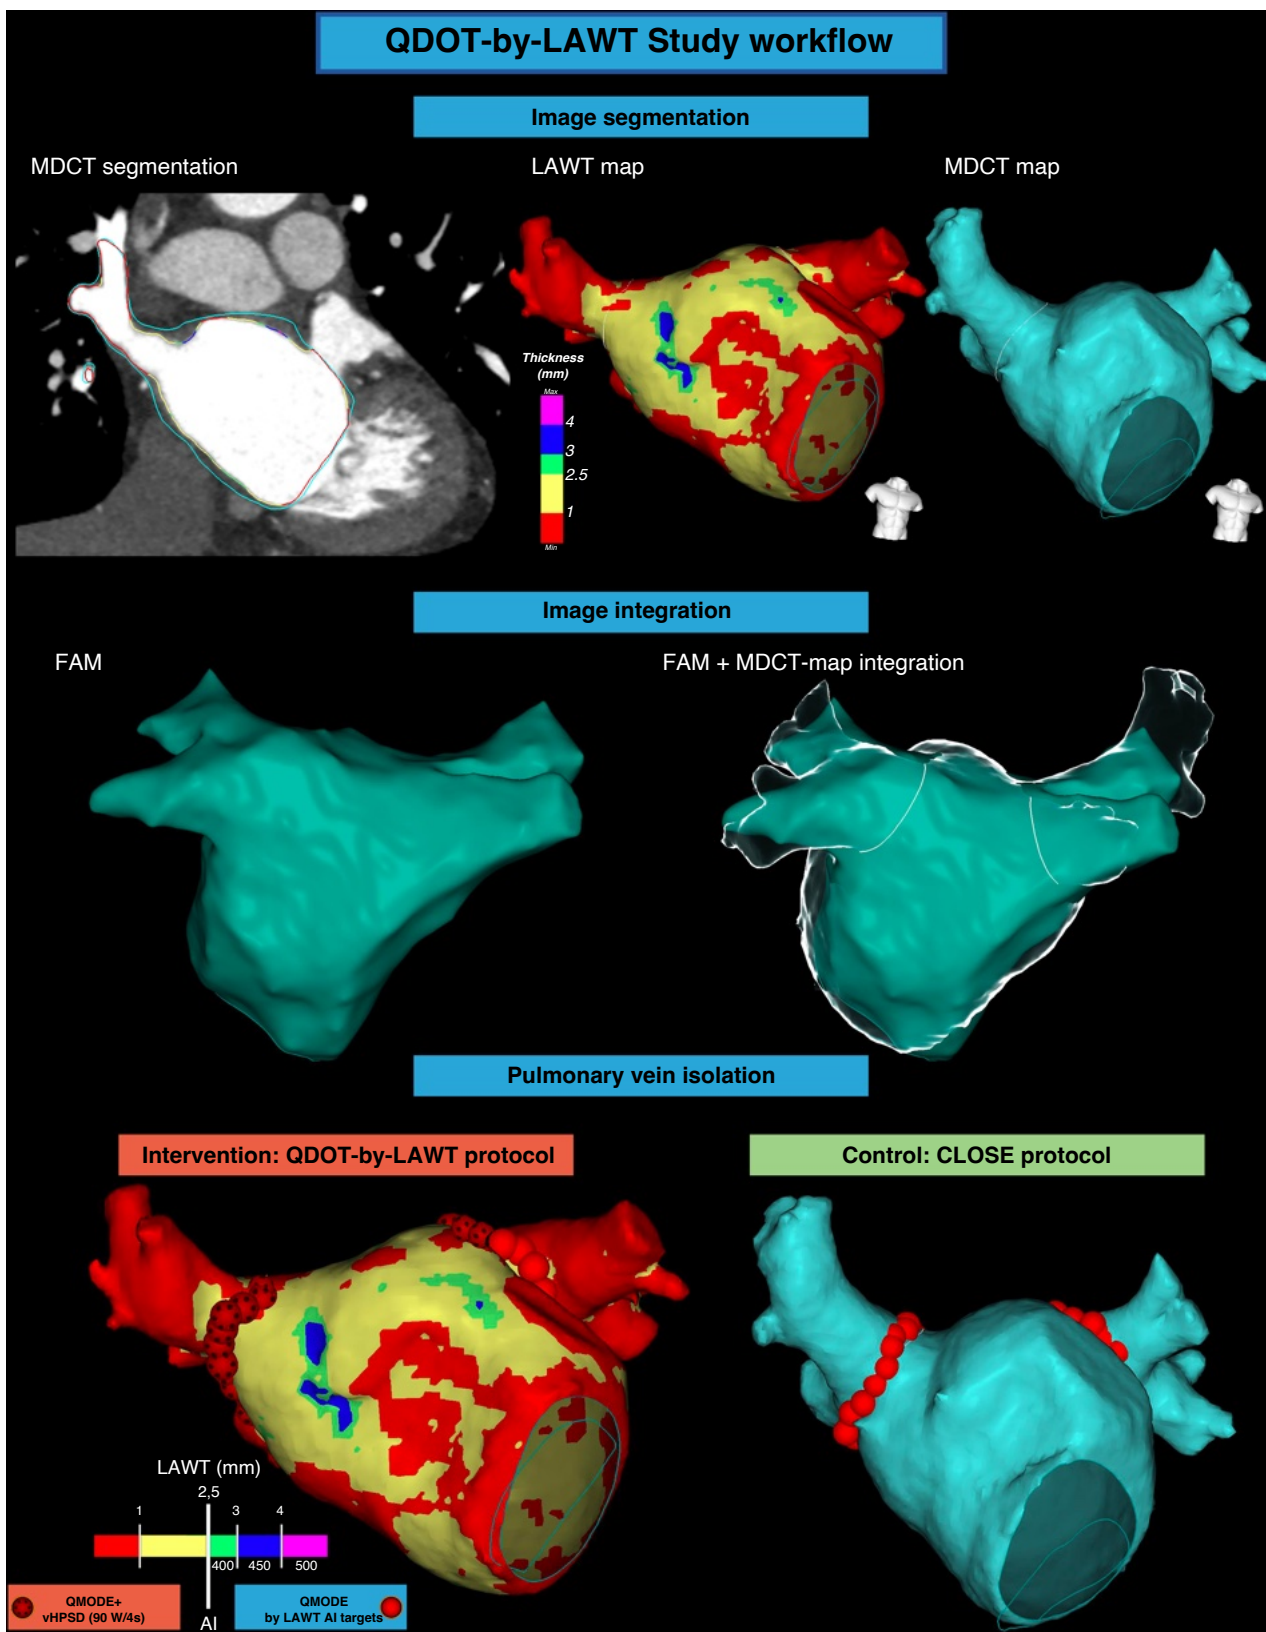 QDOT-by-LAWT Study workflow
Image segmentation
MDCT segmentation
LAWT map
MDCT map
Thickness
(mm)
Max
4
3
2.5
1
Min
Image integration
FAM
FAM + MDCT-map integration
Pulmonary vein isolation
Intervention: QDOT-by-LAWT protocol
Control: CLOSE protocol
LAWT (mm)
2,5
1 3 4
400 450 500
QMODE+
vHPSD (90 W/4s)
AI
QMODE
by LAWT AI targets